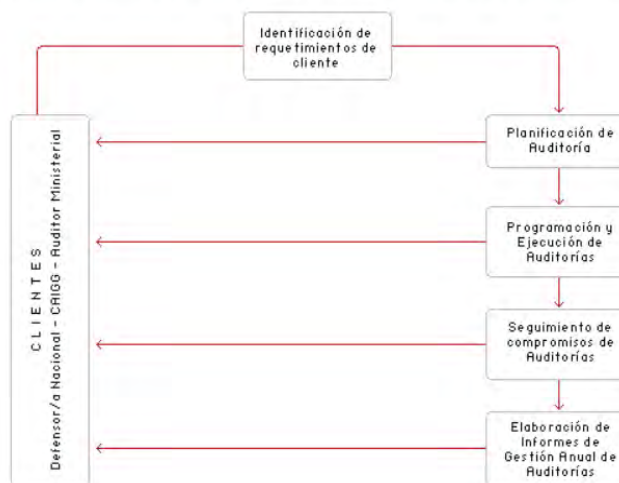 Identificación de
requetimientos de
cliente
CLIENTES
Defensor/a Nacional - CAIGG - Auditor Ministerial
Planificación de
Auditoría
Programación y
Ejecución de
Auditorías
Seguimiento de
compromisos de
Auditorías
Elaboración de
Informes de
Gestión Anual de
Auditorías